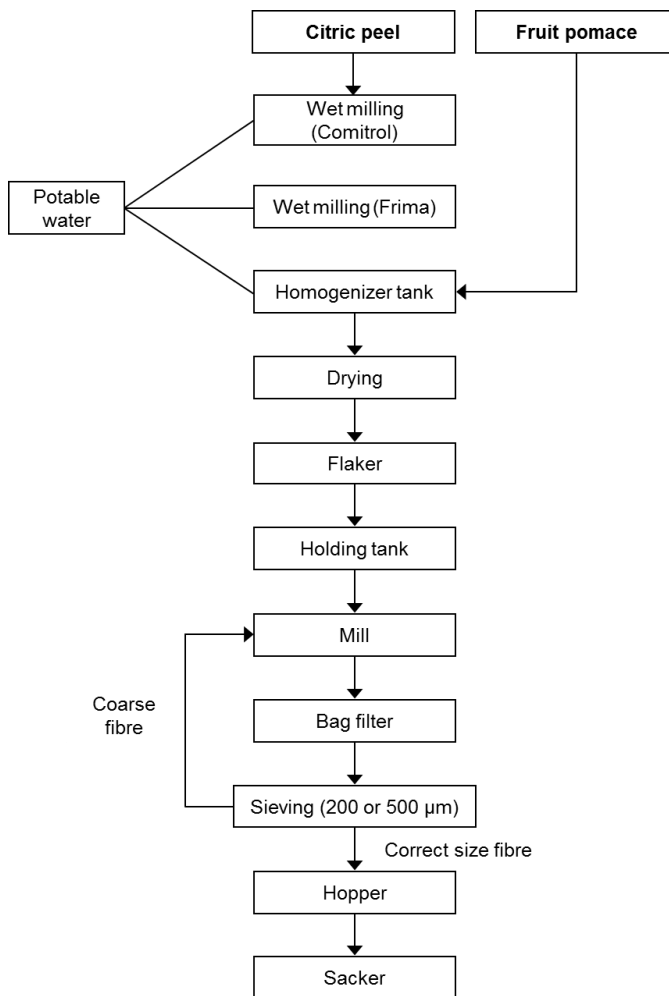 Citric peel
Fruit pomace
Wet milling
(Comitrol)
Potable
water
Wet milling (Frima)
Homogenizer tank
Drying
Flaker
Holding tank
Mill
Coarse
fibre
Bag filter
Sieving (200 or 500 µm)
Correct size fibre
Hopper
Sacker